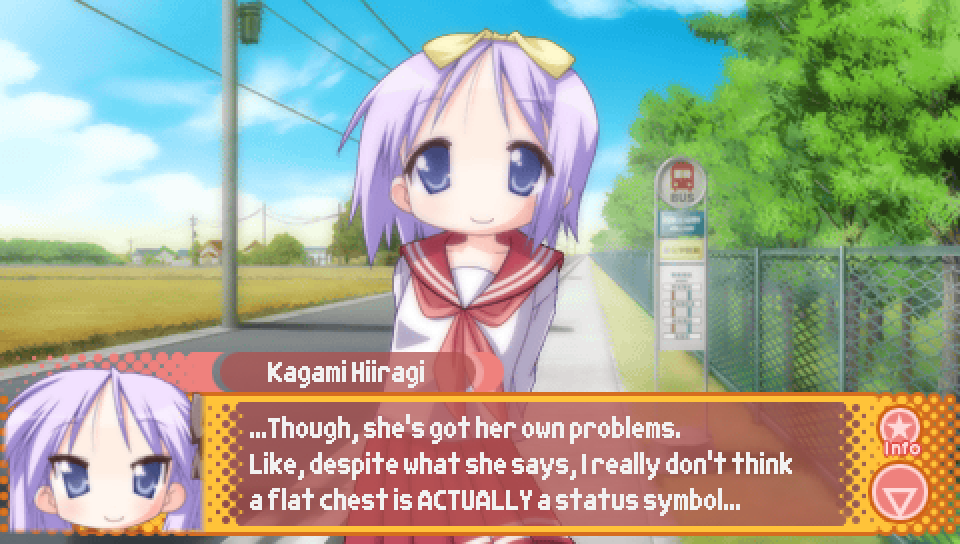 BUS
Kagami Hiiragi
...Though, she's got her own problems.
Like, despite what she says, I really don't think
a flat chest is ACTUALLY a status symbol...
Info